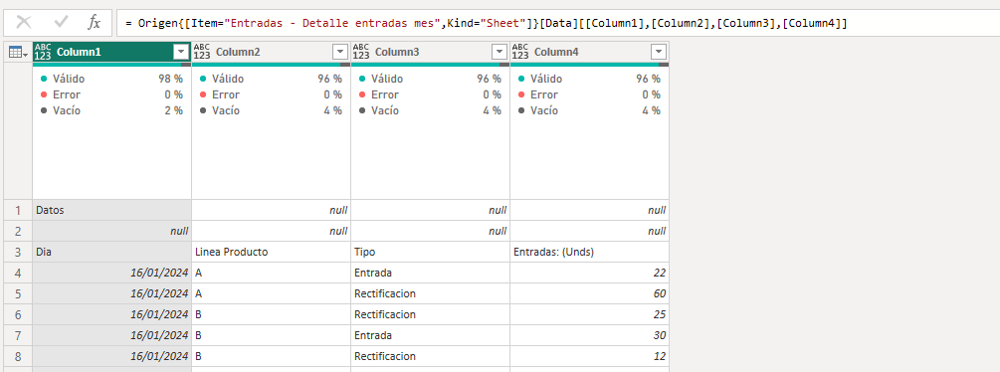 fx = Origen{[Item="Entradas - Detalle entradas mes",Kind="Sheet"]}[Data][[Column1],[Column2],[Column3],[Column4]]
ABC 123 Column1 ABC 123 Column2 ABC 123 Column3 ABC 123 Column4
Válido 98 % Válido 96 % Válido 96 % Válido 96 %
Error 0 % Error 0 % Error 0 % Error 0 %
Vacío 2 % Vacío 4 % Vacío 4 % Vacío 4 %
1 Datos null null null
2 null null null null
3 Dia Linea Producto Tipo Entradas: (Unds)
4 16/01/2024 A Entrada 22
5 16/01/2024 A Rectificacion 60
6 16/01/2024 B Rectificacion 25
7 16/01/2024 B Entrada 30
8 16/01/2024 B Rectificacion 12